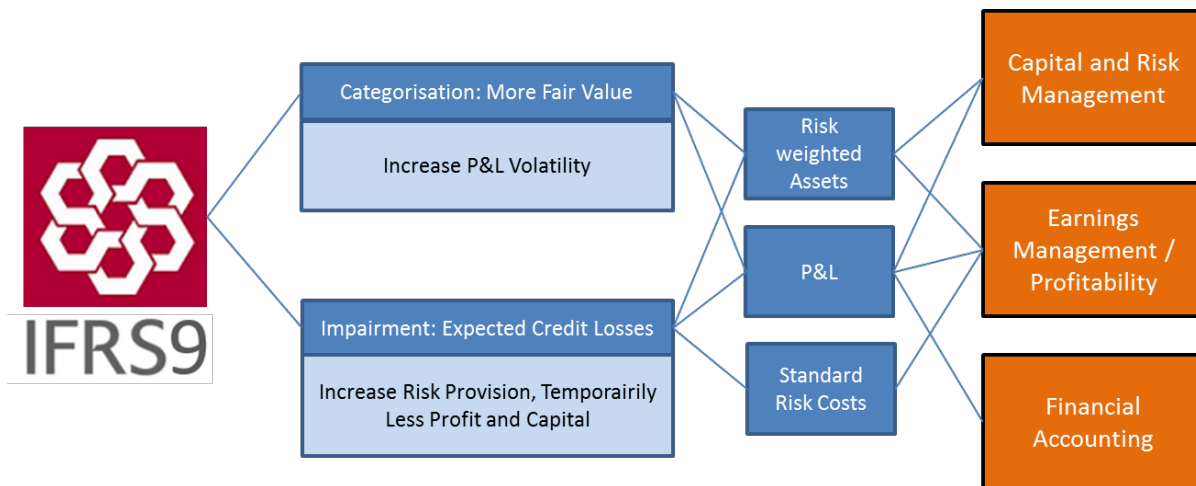 IFRS9
Categorisation: More Fair Value
Increase P&L Volatility
Impairment: Expected Credit Losses
Increase Risk Provision, Temporairily
Less Profit and Capital
Risk
weighted
Assets
P&L
Standard
Risk Costs
Capital and Risk
Management
Earnings
Management /
Profitability
Financial
Accounting